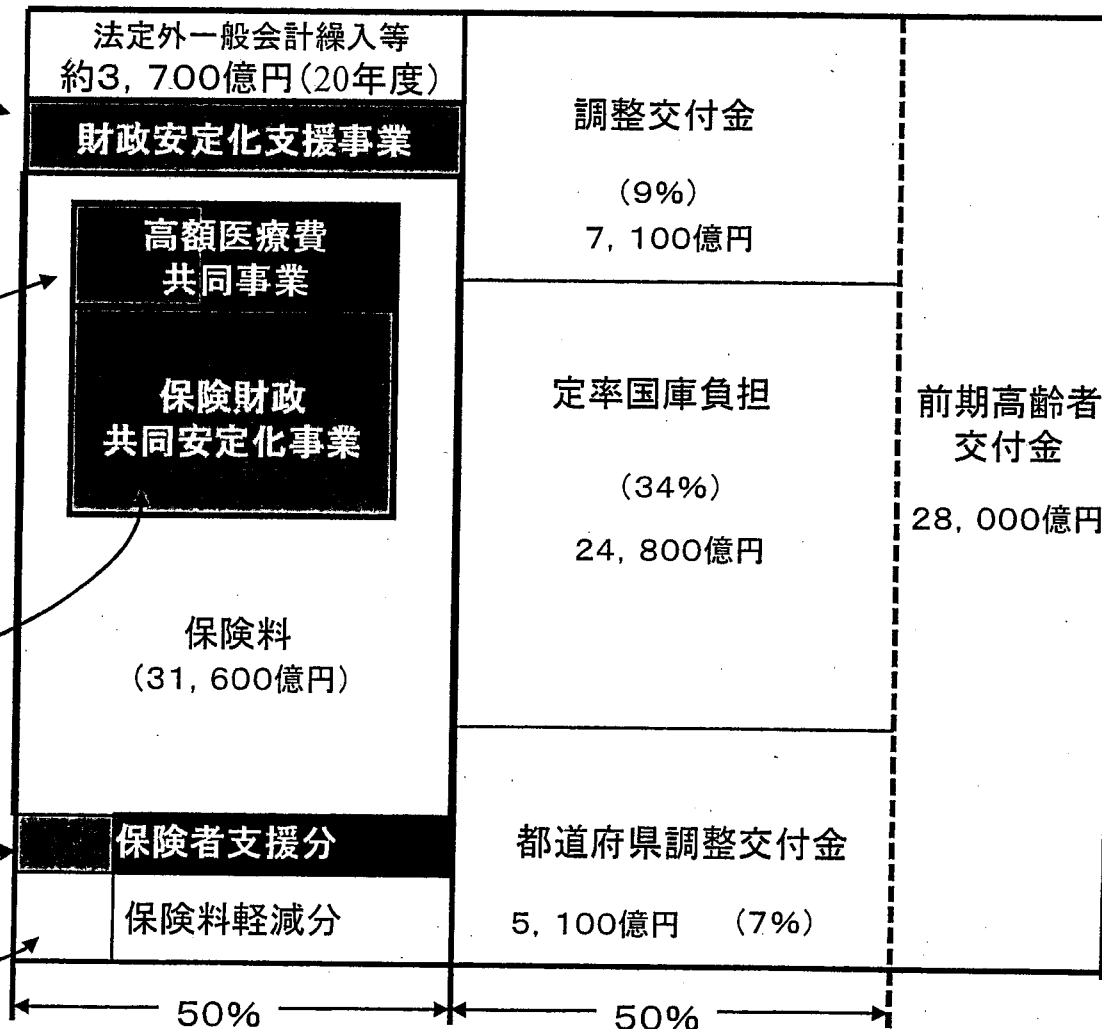 法定外一般会計繰入等
約3，700億円(20年度)
財政安定化支援事業
高額医療費
共同事業
保険財政
共同安定化事業
保険料
(31，600億円)
保険者支援分
保険料軽減分
調整交付金
(9%)
7，100億円
定率国庫負担
(34%)
24，800億円
都道府県調整交付金
5，100億円 (7%)
前期高齢者
交付金
28，000億円
50%
50%